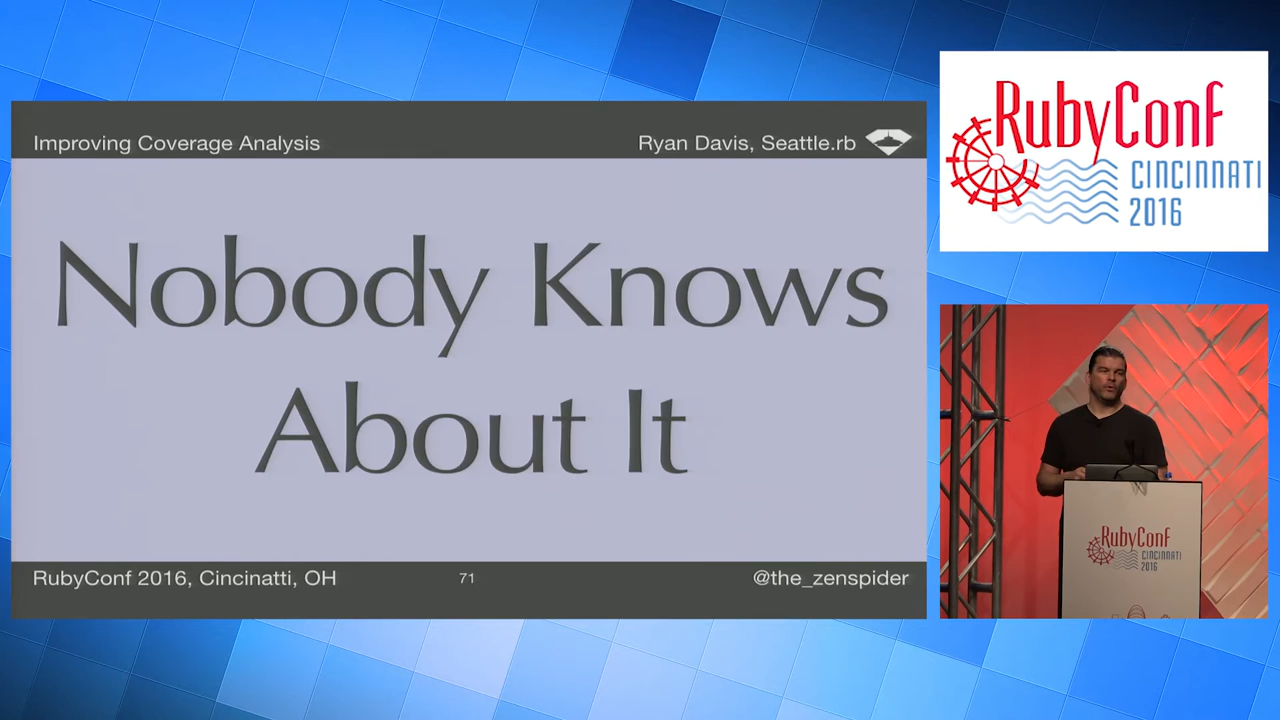 Improving Coverage Analysis
Ryan Davis, Seattle.rb
Nobody Knows
About It
RubyConf 2016, Cincinatti, OH
71
@the_zenspider
RubyConf
CINCINNATI
2016
RubyConf
CINCINNATI
2016